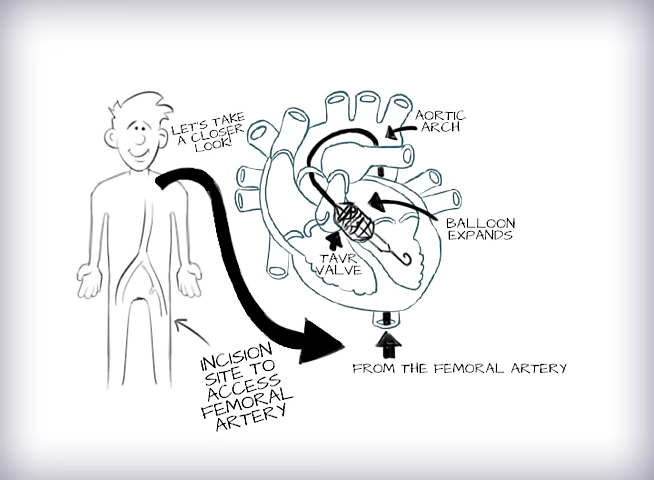 LET'S TAKE
A CLOSER
LOOK!
AORTIC
ARCH
BALLOON
EXPANDS
TAVR
VALVE
INCISION
SITE TO
ACCESS
FEMORAL
ARTERY
FROM THE FEMORAL ARTERY